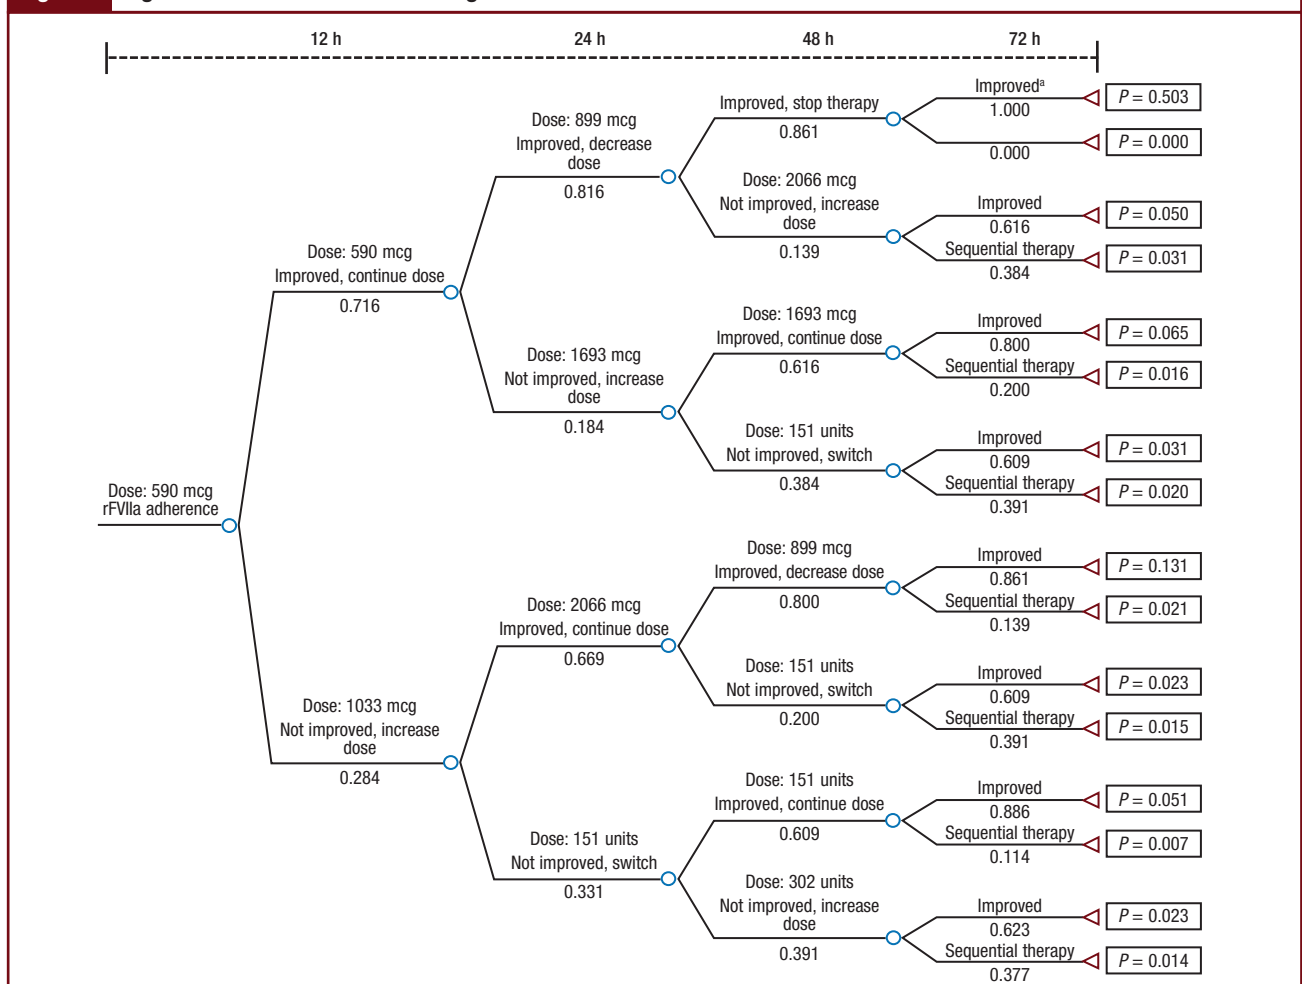 12 h
24 h
48 h
72 h
Dose: 590 mcg
rFVIIa adherence
Dose: 590 mcg
Improved, continue dose
0.716
Dose: 1033 mcg
Not improved, increase
dose
0.284
Dose: 899 mcg
Improved, decrease
dose
0.816
Dose: 1693 mcg
Not improved, increase
dose
0.184
Dose: 2066 mcg
Improved, continue dose
0.669
Dose: 151 units
Not improved, switch
0.331
Improved, stop therapy
0.861
Dose: 2066 mcg
Not improved, increase
dose
0.139
Dose: 1693 mcg
Improved, continue dose
0.616
Dose: 151 units
Not improved, switch
0.384
Dose: 899 mcg
Improved, decrease dose
0.800
Dose: 151 units
Not improved, switch
0.200
Dose: 151 units
Improved, continue dose
0.609
Dose: 302 units
Not improved, increase
dose
0.391
Improvedᵃ
1.000
P = 0.503
0.000
P = 0.000
Improved
0.616
P = 0.050
Sequential therapy
0.384
P = 0.031
Improved
0.800
P = 0.065
Sequential therapy
0.200
P = 0.016
Improved
0.609
P = 0.031
Sequential therapy
0.391
P = 0.020
Improved
0.861
P = 0.131
Sequential therapy
0.139
P = 0.021
Improved
0.609
P = 0.023
Sequential therapy
0.391
P = 0.015
Improved
0.886
P = 0.051
Sequential therapy
0.114
P = 0.007
Improved
0.623
P = 0.023
Sequential therapy
0.377
P = 0.014